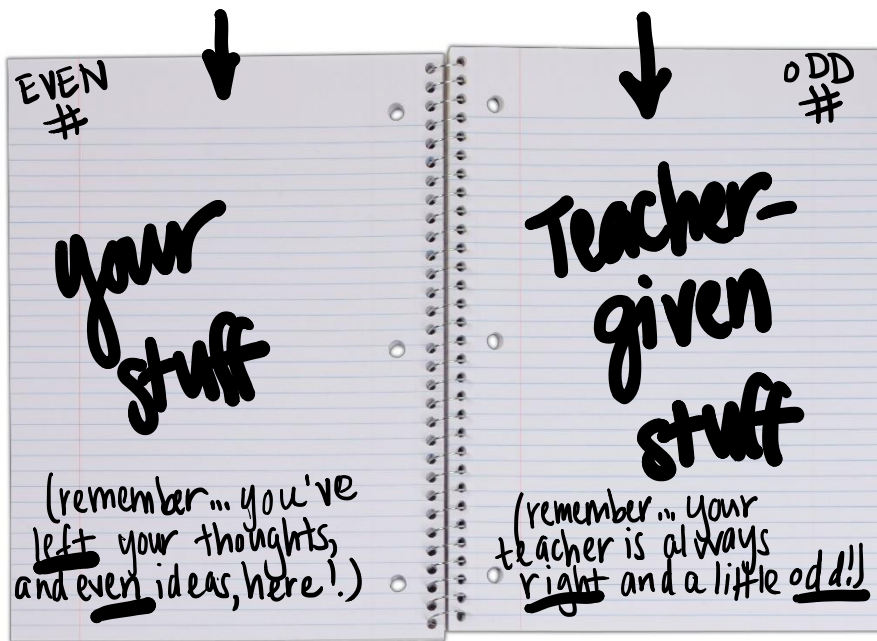 EVEN
#
your
stuff
(remember... you've
left your thoughts,
and even ideas, here!)
ODD
#
Teacher-
given
stuff
(remember... your
teacher is always
right and a little odd!)